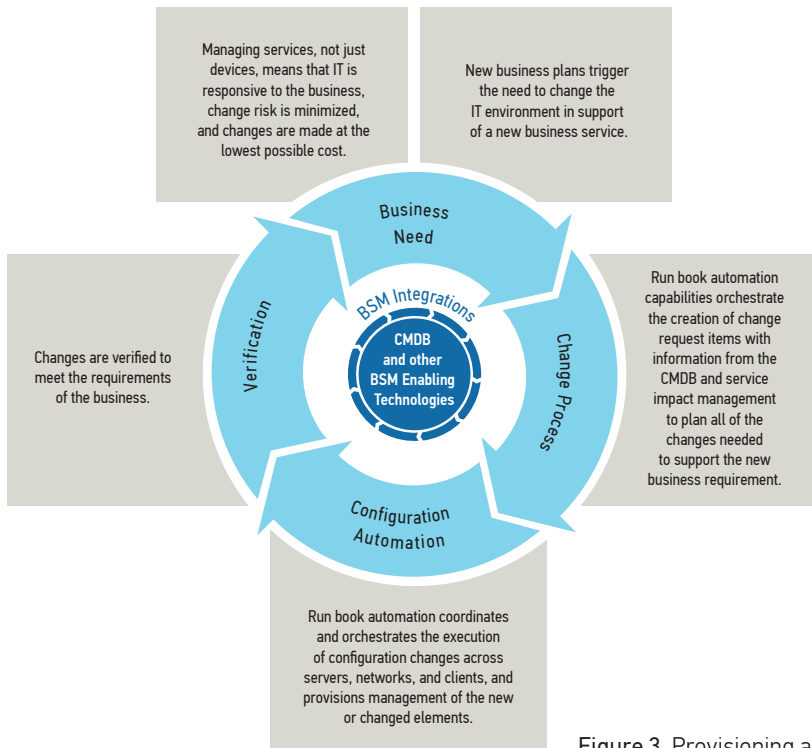 Managing services, not just
devices, means that IT is
responsive to the business,
change risk is minimized,
and changes are made at the
lowest possible cost.
New business plans trigger
the need to change the
IT environment in support
of a new business service.
Business
Need
Run book automation
capabilities orchestrate
the creation of change
request items with
information from the
CMDB and service
impact management
to plan all of the
changes needed
to support the new
business requirement.
Change Process
BSM Integrations
CMDB
and other
BSM Enabling
Technologies
Verification
Changes are verified to
meet the requirements
of the business.
Configuration
Automation
Run book automation coordinates
and orchestrates the execution
of configuration changes across
servers, networks, and clients, and
provisions management of the new
or changed elements.
Figure 3. Provisioning a